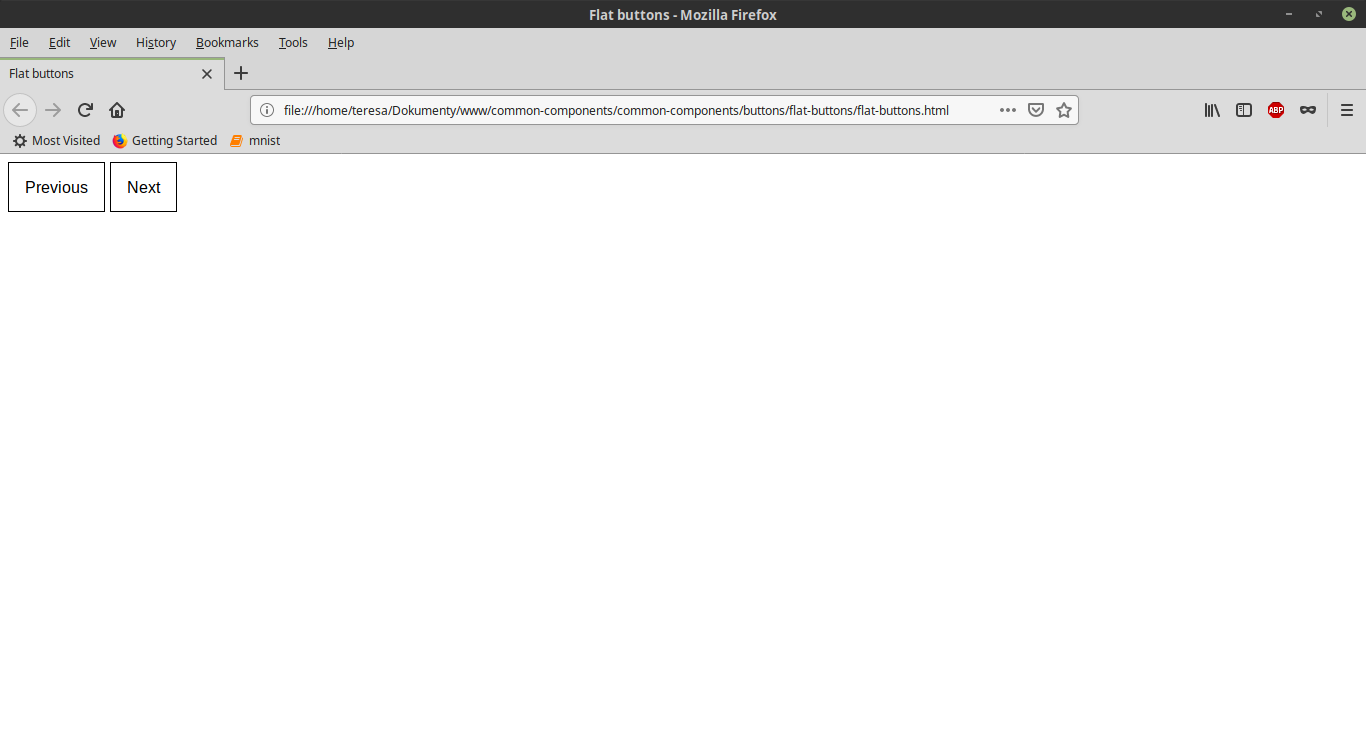 Flat buttons - Mozilla Firefox
File Edit View History Bookmarks Tools Help
Flat buttons
file:///home/teresa/Dokumenty/www/common-components/common-components/buttons/flat-buttons/flat-buttons.html
ABP
Most Visited Getting Started mnist
Previous Next